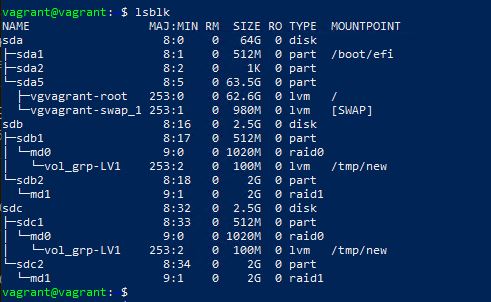 vagrant@vagrant: $ lsblk
NAME                 MAJ:MIN RM  SIZE RO TYPE  MOUNTPOINT
sda                    8:0    0   64G  0 disk
├─sda1                 8:1    0  512M  0 part  /boot/efi
├─sda2                 8:2    0    1K  0 part
└─sda5                 8:5    0 63.5G  0 part
  ├─vgvagrant-root   253:0    0 62.6G  0 lvm   /
  └─vgvagrant-swap_1 253:1    0  980M  0 lvm   [SWAP]
sdb                    8:16   0  2.5G  0 disk
├─sdb1                 8:17   0  512M  0 part
│ └─md0                9:0    0 1020M  0 raid0
│   └─vol_grp-LV1    253:2    0  100M  0 lvm   /tmp/new
└─sdb2                 8:18   0    2G  0 part
  └─md1                9:1    0    2G  0 raid1
sdc                    8:32   0  2.5G  0 disk
├─sdc1                 8:33   0  512M  0 part
│ └─md0                9:0    0 1020M  0 raid0
│   └─vol_grp-LV1    253:2    0  100M  0 lvm   /tmp/new
└─sdc2                 8:34   0    2G  0 part
  └─md1                9:1    0    2G  0 raid1
vagrant@vagrant: $